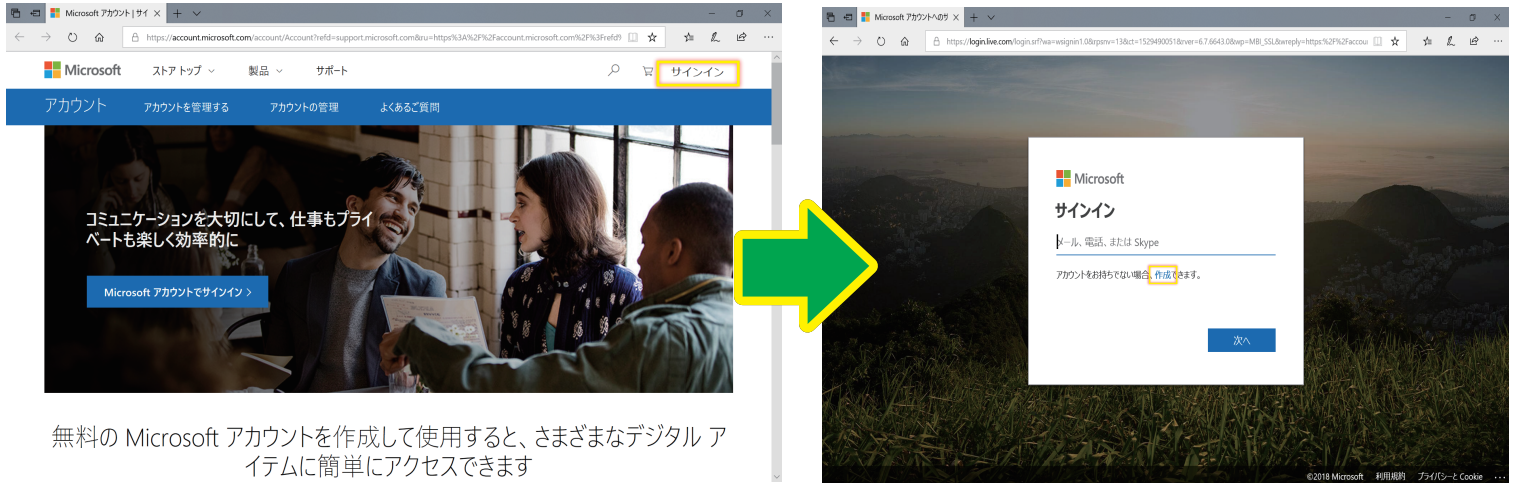 Microsoft アカウント | サイ
https://account.microsoft.com/account/Account?refd=support.microsoft.com&ru=https%3A%2F%2Faccount.microsoft.com%2F%3Frefd%
Microsoft
ストア トップ
製品
サポート
サインイン
アカウント
アカウントを管理する
アカウントの管理
よくあるご質問
コミュニケーションを大切にして、仕事もプライ
ベートも楽しく効率的に
Microsoft アカウントでサインイン >
無料の Microsoft アカウントを作成して使用すると、さまざまなデジタル ア
イテムに簡単にアクセスできます
Microsoft アカウントへのサ
https://login.live.com/login.srf?wa=wsignin1.0&rpsnv=13&ct=1529490051&rver=6.7.6643.0&wp=MBI_SSL&wreply=https:%2F%2Faccou
Microsoft
サインイン
メール、電話、または Skype
アカウントをお持ちでない場合、作成できます。
次へ
©2018 Microsoft
利用規約
プライバシーと Cookie
...